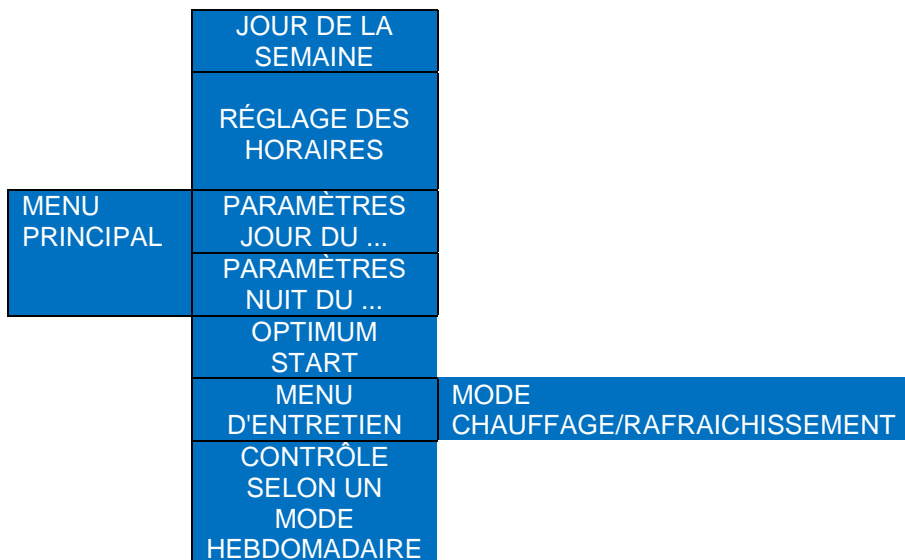 JOUR DE LA
SEMAINE
RÉGLAGE DES
HORAIRES
MENU
PRINCIPAL
PARAMÈTRES
JOUR DU ...
PARAMÈTRES
NUIT DU ...
OPTIMUM
START
MENU
D'ENTRETIEN
MODE
CHAUFFAGE/RAFRAICHISSEMENT
CONTRÔLE
SELON UN
MODE
HEBDOMADAIRE